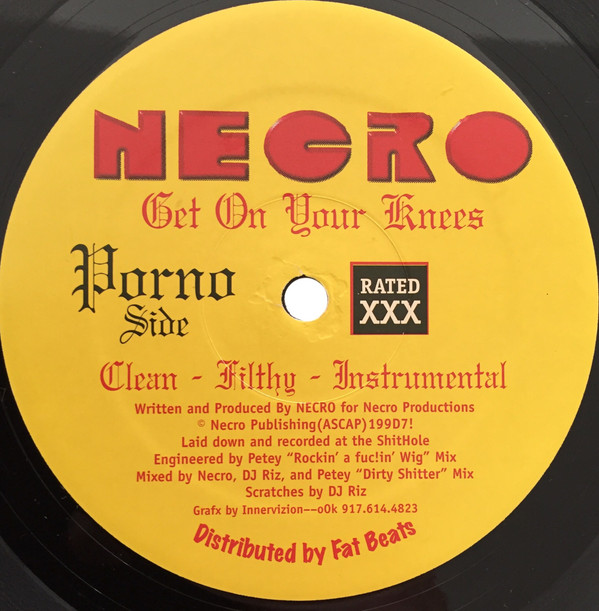 NECRO
Get On Your Knees
Porno
Side
RATED
XXX
Clean - Filthy - Instrumental
Written and Produced By NECRO for Necro Productions
© Necro Publishing(ASCAP)199D7!
Laid down and recorded at the ShitHole
Engineered by Petey "Rockin' a fuc!in' Wig" Mix
Mixed by Necro, DJ Riz, and Petey "Dirty Shitter" Mix
Scratches by DJ Riz
Grafx by Innervizion--oOk 917.614.4823
Distributed by Fat Beats